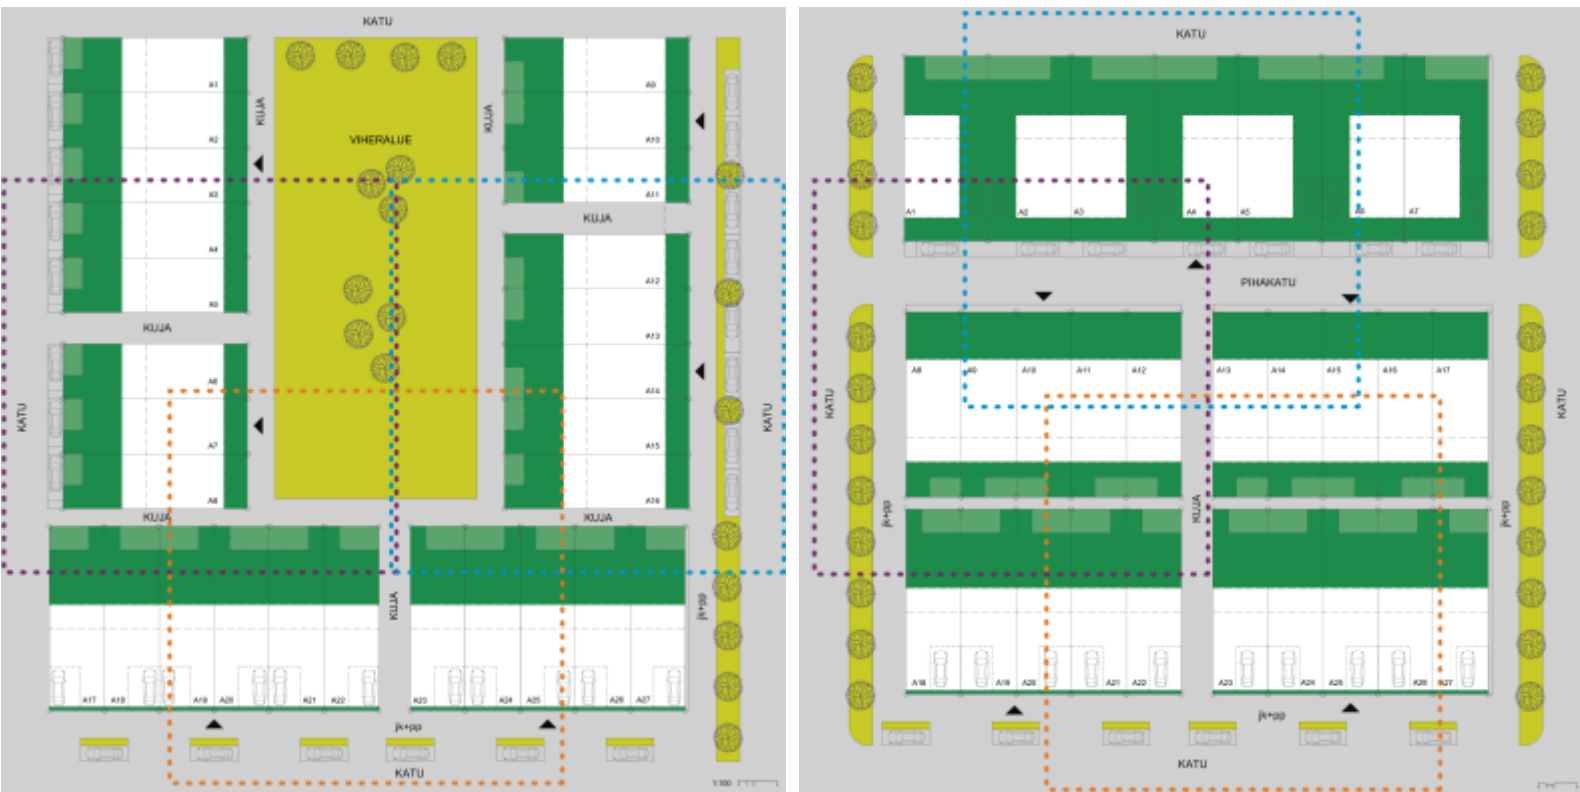 KATU
A1
A9
KUJA
KUJA
A2
VIHERALUE
A10
A3
A11
KUJA
A4
A12
A5
KUJA
A13
A6
A14
KATU
KATU
A7
A15
A8
A16
KUJA
KUJA
KUJA
jk+pp
A17
A18
A19
A20
A21
A22
A23
A24
A25
A26
A27
jk+pp
KATU
1:500
KATU
A1
A2
A3
A4
A5
A6
A7
PIHAKATU
A8
A9
A10
A11
A12
A13
A14
A15
A16
A17
KATU
KATU
jk+pp
KUJA
jk+pp
A18
A19
A20
A21
A22
A23
A24
A25
A26
A27
jk+pp
KATU